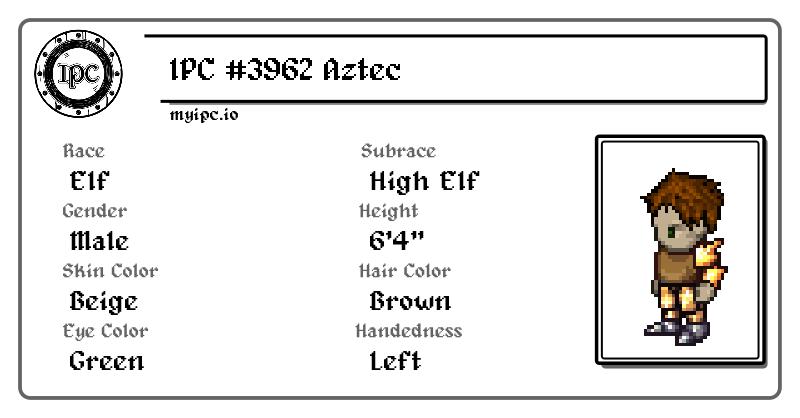 IPC
IPC #3962 Aztec
myipc.io
Race
Subrace
Elf
High Elf
Gender
Height
Male
6'4"
Skin Color
Hair Color
Beige
Brown
Eye Color
Handedness
Green
Left